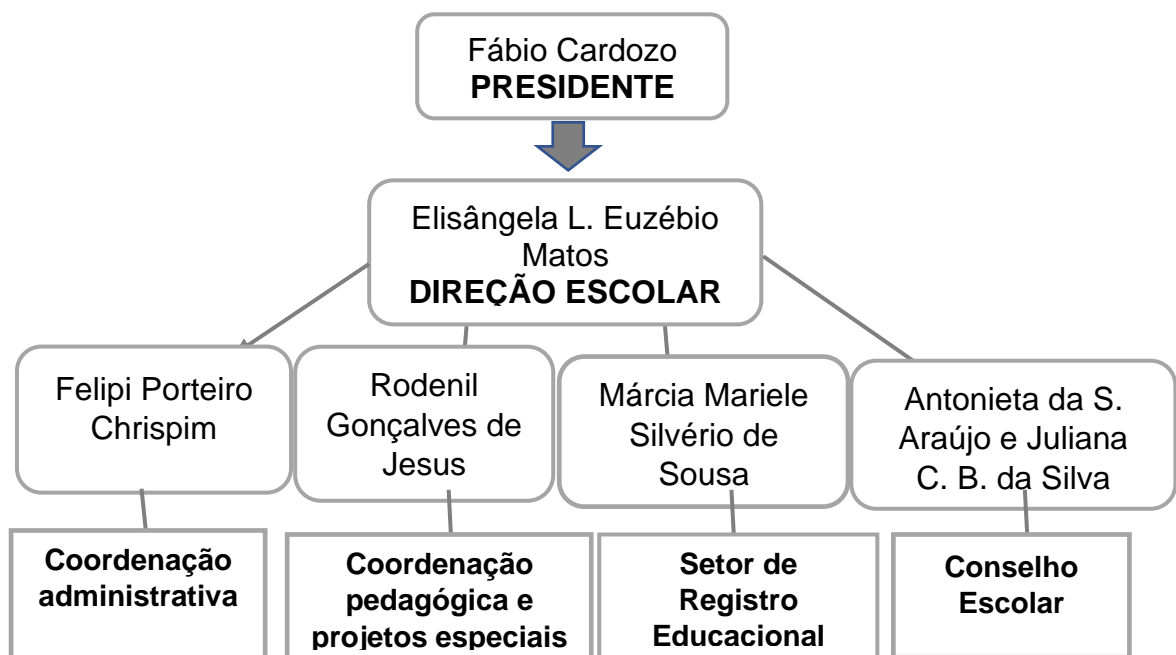 Fábio Cardozo
PRESIDENTE
Elisângela L. Euzébio
Matos
DIREÇÃO ESCOLAR
Felipi Porteiro
Chrispim
Rodenil
Gonçalves de
Jesus
Márcia Mariele
Silvério de
Sousa
Antonieta da S.
Araújo e Juliana
C. B. da Silva
Coordenação
administrativa
Coordenação
pedagógica e
projetos especiais
Setor de
Registro
Educacional
Conselho
Escolar